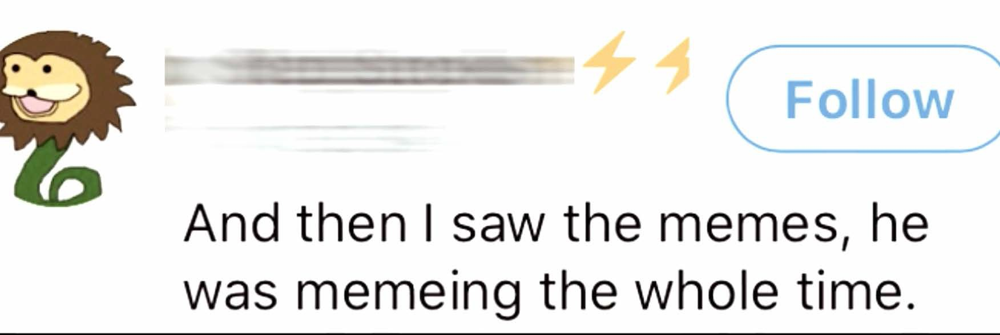 ⚡⚡
Follow
And then I saw the memes, he
was memeing the whole time.